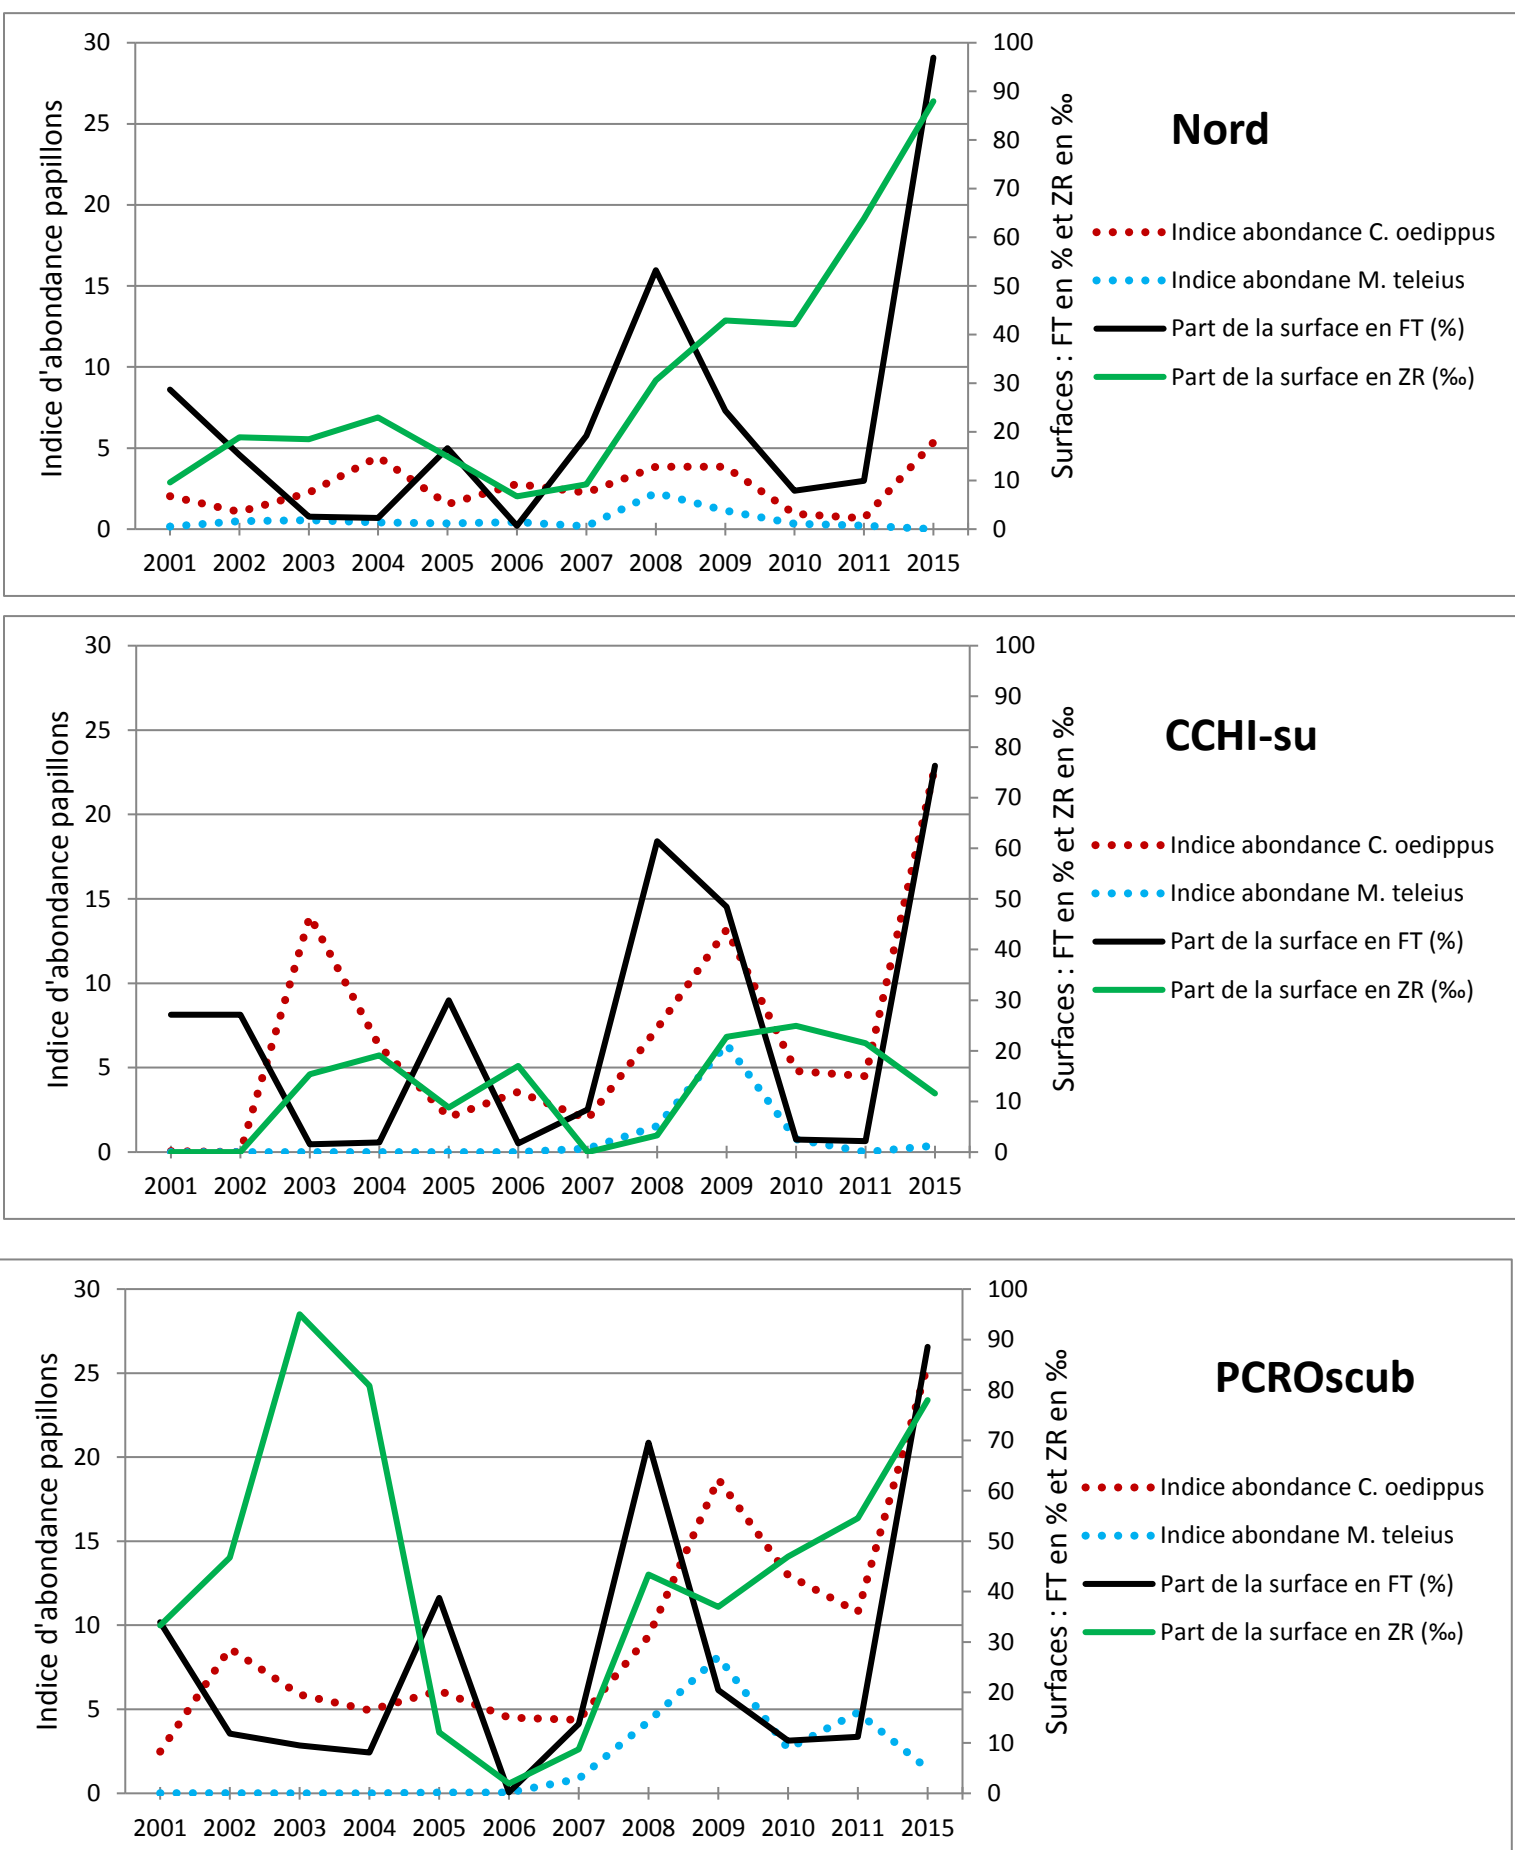 Nord
Indice d'abondance papillons
30
25
20
15
10
5
0
100
90
80
70
60
50
40
30
20
10
0
Surfaces : FT en % et ZR en ‰
2001 2002 2003 2004 2005 2006 2007 2008 2009 2010 2011 2015
Indice abondance C. oedippus
Indice abondane M. teleius
Part de la surface en FT (%)
Part de la surface en ZR (‰)
CCHI-su
Indice d'abondance papillons
30
25
20
15
10
5
0
100
90
80
70
60
50
40
30
20
10
0
Surfaces : FT en % et ZR en ‰
2001 2002 2003 2004 2005 2006 2007 2008 2009 2010 2011 2015
Indice abondance C. oedippus
Indice abondane M. teleius
Part de la surface en FT (%)
Part de la surface en ZR (‰)
PCROscub
Indice d'abondance papillons
30
25
20
15
10
5
0
100
90
80
70
60
50
40
30
20
10
0
Surfaces : FT en % et ZR en ‰
2001 2002 2003 2004 2005 2006 2007 2008 2009 2010 2011 2015
Indice abondance C. oedippus
Indice abondane M. teleius
Part de la surface en FT (%)
Part de la surface en ZR (‰)